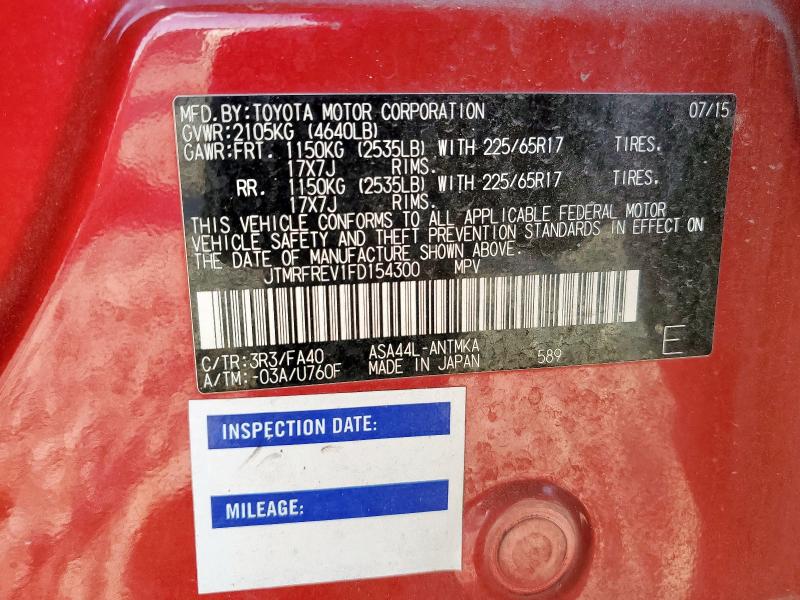 MFD.BY:TOYOTA MOTOR CORPORATION 07/15
GVWR:2105KG (4640LB)
GAWR:FRT. 1150KG (2535LB) WITH 225/65R17 TIRES.
17X7J RIMS.
RR. 1150KG (2535LB) WITH 225/65R17 TIRES.
17X7J RIMS.
THIS VEHICLE CONFORMS TO ALL APPLICABLE FEDERAL MOTOR
VEHICLE SAFETY AND THEFT PREVENTION STANDARDS IN EFFECT ON
THE DATE OF MANUFACTURE SHOWN ABOVE.
JTMRFREV1FD154300 MPV
C/TR:3R3/FA40 ASA44L-ANTMKA 589 E
A/TM:-03A/U760F MADE IN JAPAN
INSPECTION DATE:
MILEAGE: